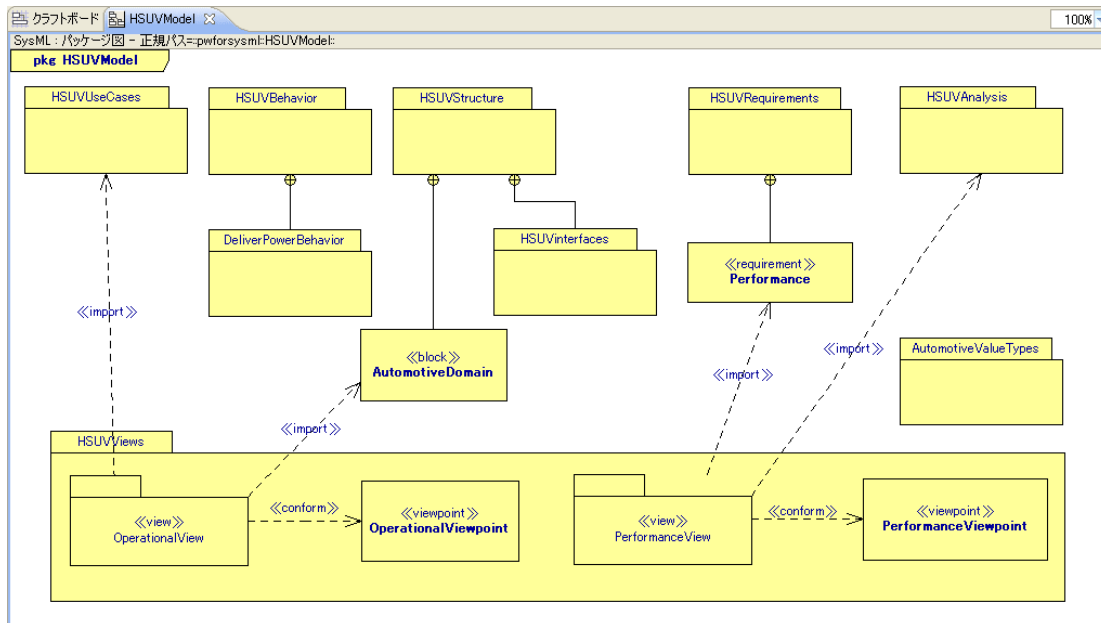 クラフトボード HSUVModel 100%
SysML : パッケージ図 - 正規パス=::pwforsysml::HSUVModel::
pkg HSUVModel
HSUVUseCases
HSUVBehavior
HSUVStructure
HSUVRequirements
HSUVAnalysis
DeliverPowerBehavior
HSUVinterfaces
≪requirement≫
Performance
≪import≫
≪block≫
AutomotiveDomain
≪import≫
≪import≫
AutomotiveValueTypes
≪import≫
HSUVViews
≪view≫
OperationalView
≪conform≫
≪viewpoint≫
OperationalViewpoint
≪view≫
PerformanceView
≪conform≫
≪viewpoint≫
PerformanceViewpoint